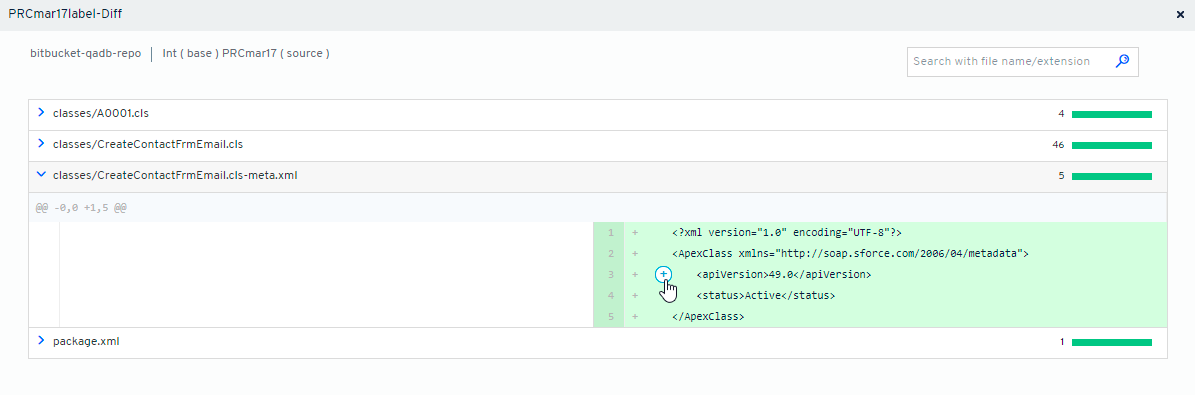 PRCmar17label-Diff ×
bitbucket-qadb-repo | Int ( base ) PRCmar17 ( source )
Search with file name/extension
classes/A0001.cls 4
classes/CreateContactFrmEmail.cls 46
classes/CreateContactFrmEmail.cls-meta.xml 5
@@ -0,0 +1,5 @@
1 + <?xml version="1.0" encoding="UTF-8"?>
2 + <ApexClass xmlns="http://soap.sforce.com/2006/04/metadata">
3 + + <apiVersion>49.0</apiVersion>
4 + <status>Active</status>
5 + </ApexClass>
package.xml 1